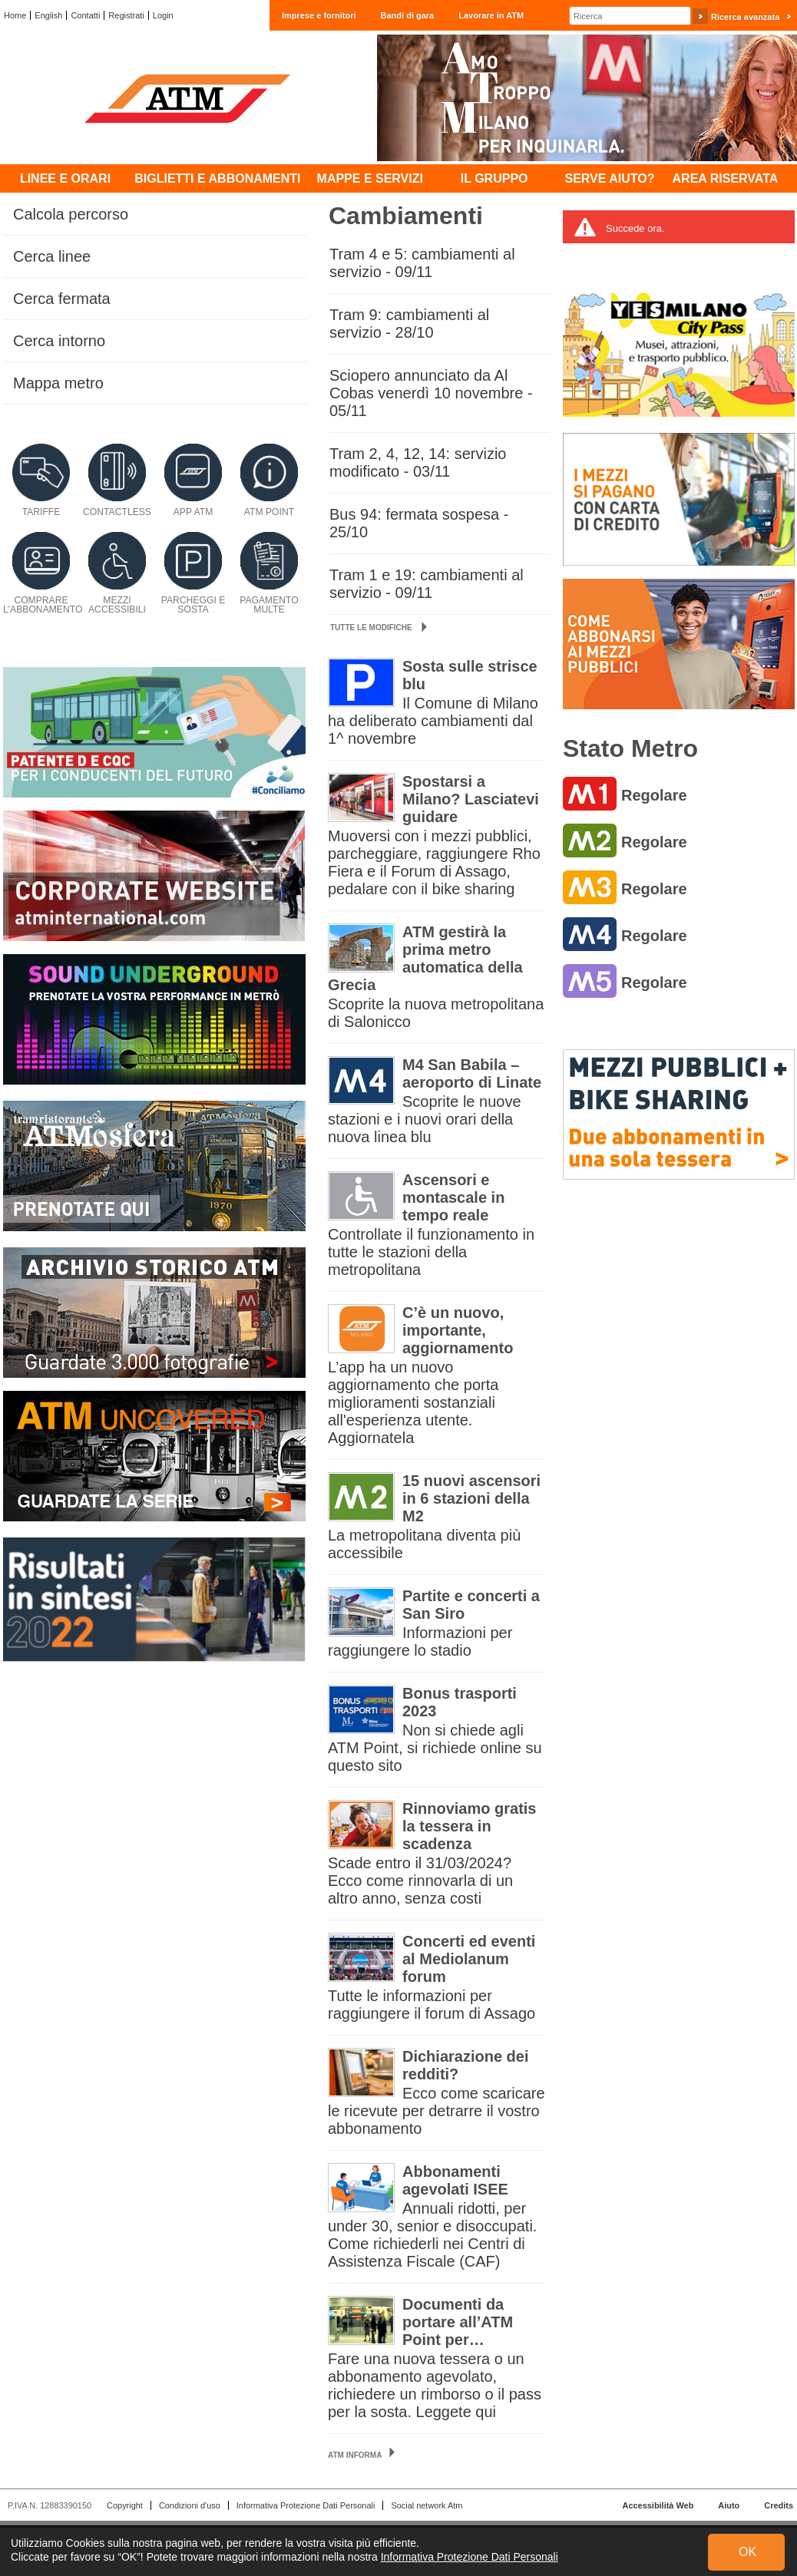 Home
English
Contatti
Registrati
Login
Imprese e fornitori
Bandi di gara
Lavorare in ATM
Ricerca
Ricerca avanzata
ATM
AMO
TROPPO
MILANO
PER INQUINARLA.
LINEE E ORARI
BIGLIETTI E ABBONAMENTI
MAPPE E SERVIZI
IL GRUPPO
SERVE AIUTO?
AREA RISERVATA
Calcola percorso
Cerca linee
Cerca fermata
Cerca intorno
Mappa metro
TARIFFE
CONTACTLESS
APP ATM
ATM POINT
COMPRARE
L'ABBONAMENTO
MEZZI
ACCESSIBILI
PARCHEGGI E
SOSTA
PAGAMENTO
MULTE
PATENTE D E CQC
PER I CONDUCENTI DEL FUTURO
#Conciliamo
CORPORATE WEBSITE
atminternational.com
SOUND UNDERGROUND
PRENOTATE LA VOSTRA PERFORMANCE IN METRÒ
tramristorante
ATMosfera
1970
PRENOTATE QUI
ARCHIVIO STORICO ATM
Guardate 3.000 fotografie >
ATM UNCOVERED
GUARDATE LA SERIE >
Risultati
in sintesi
2022
Cambiamenti
Tram 4 e 5: cambiamenti al
servizio - 09/11
Tram 9: cambiamenti al
servizio - 28/10
Sciopero annunciato da Al
Cobas venerdì 10 novembre -
05/11
Tram 2, 4, 12, 14: servizio
modificato - 03/11
Bus 94: fermata sospesa -
25/10
Tram 1 e 19: cambiamenti al
servizio - 09/11
TUTTE LE MODIFICHE
P
Sosta sulle strisce
blu
Il Comune di Milano
ha deliberato cambiamenti dal
1^ novembre
Spostarsi a
Milano? Lasciatevi
guidare
Muoversi con i mezzi pubblici,
parcheggiare, raggiungere Rho
Fiera e il Forum di Assago,
pedalare con il bike sharing
ATM gestirà la
prima metro
automatica della
Grecia
Scoprite la nuova metropolitana
di Salonicco
M4
M4 San Babila –
aeroporto di Linate
Scoprite le nuove
stazioni e i nuovi orari della
nuova linea blu
Ascensori e
montascale in
tempo reale
Controllate il funzionamento in
tutte le stazioni della
metropolitana
ATM
MILANO
C’è un nuovo,
importante,
aggiornamento
L’app ha un nuovo
aggiornamento che porta
miglioramenti sostanziali
all'esperienza utente.
Aggiornatela
M2
15 nuovi ascensori
in 6 stazioni della
M2
La metropolitana diventa più
accessibile
Partite e concerti a
San Siro
Informazioni per
raggiungere lo stadio
BONUS
TRASPORTI
Bonus trasporti
2023
Non si chiede agli
ATM Point, si richiede online su
questo sito
Rinnoviamo gratis
la tessera in
scadenza
Scade entro il 31/03/2024?
Ecco come rinnovarla di un
altro anno, senza costi
Concerti ed eventi
al Mediolanum
forum
Tutte le informazioni per
raggiungere il forum di Assago
Dichiarazione dei
redditi?
Ecco come scaricare
le ricevute per detrarre il vostro
abbonamento
Abbonamenti
agevolati ISEE
Annuali ridotti, per
under 30, senior e disoccupati.
Come richiederli nei Centri di
Assistenza Fiscale (CAF)
Documenti da
portare all’ATM
Point per…
Fare una nuova tessera o un
abbonamento agevolato,
richiedere un rimborso o il pass
per la sosta. Leggete qui
ATM INFORMA
Succede ora.
YESMILANO
City Pass
Musei, attrazioni,
e trasporto pubblico.
I MEZZI
SI PAGANO
CON CARTA
DI CREDITO
COME
ABBONARSI
AI MEZZI
PUBBLICI
Stato Metro
M1 Regolare
M2 Regolare
M3 Regolare
M4 Regolare
M5 Regolare
MEZZI PUBBLICI +
BIKE SHARING
Due abbonamenti in
una sola tessera >
P.IVA N. 12883390150
Copyright
Condizioni d'uso
Informativa Protezione Dati Personali
Social network Atm
Accessibilità Web
Aiuto
Credits
Utilizziamo Cookies sulla nostra pagina web, per rendere la vostra visita più efficiente.
Cliccate per favore su “OK”! Potete trovare maggiori informazioni nella nostra Informativa Protezione Dati Personali
OK